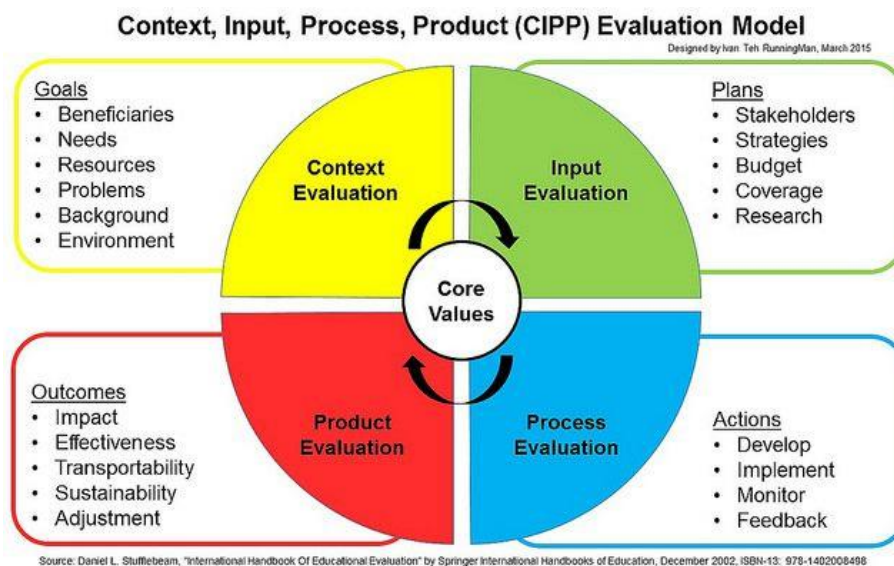 Context, Input, Process, Product (CIPP) Evaluation Model
Designed by Ivan Teh RunningMan, March 2015
Goals
• Beneficiaries
• Needs
• Resources
• Problems
• Background
• Environment
Context
Evaluation
Input
Evaluation
Plans
• Stakeholders
• Strategies
• Budget
• Coverage
• Research
Core
Values
Outcomes
• Impact
• Effectiveness
• Transportability
• Sustainability
• Adjustment
Product
Evaluation
Process
Evaluation
Actions
• Develop
• Implement
• Monitor
• Feedback
Source: Daniel L. Stufflebeam, "International Handbook Of Educational Evaluation" by Springer International Handbooks of Education, December 2002, ISBN-13: 978-1402008498